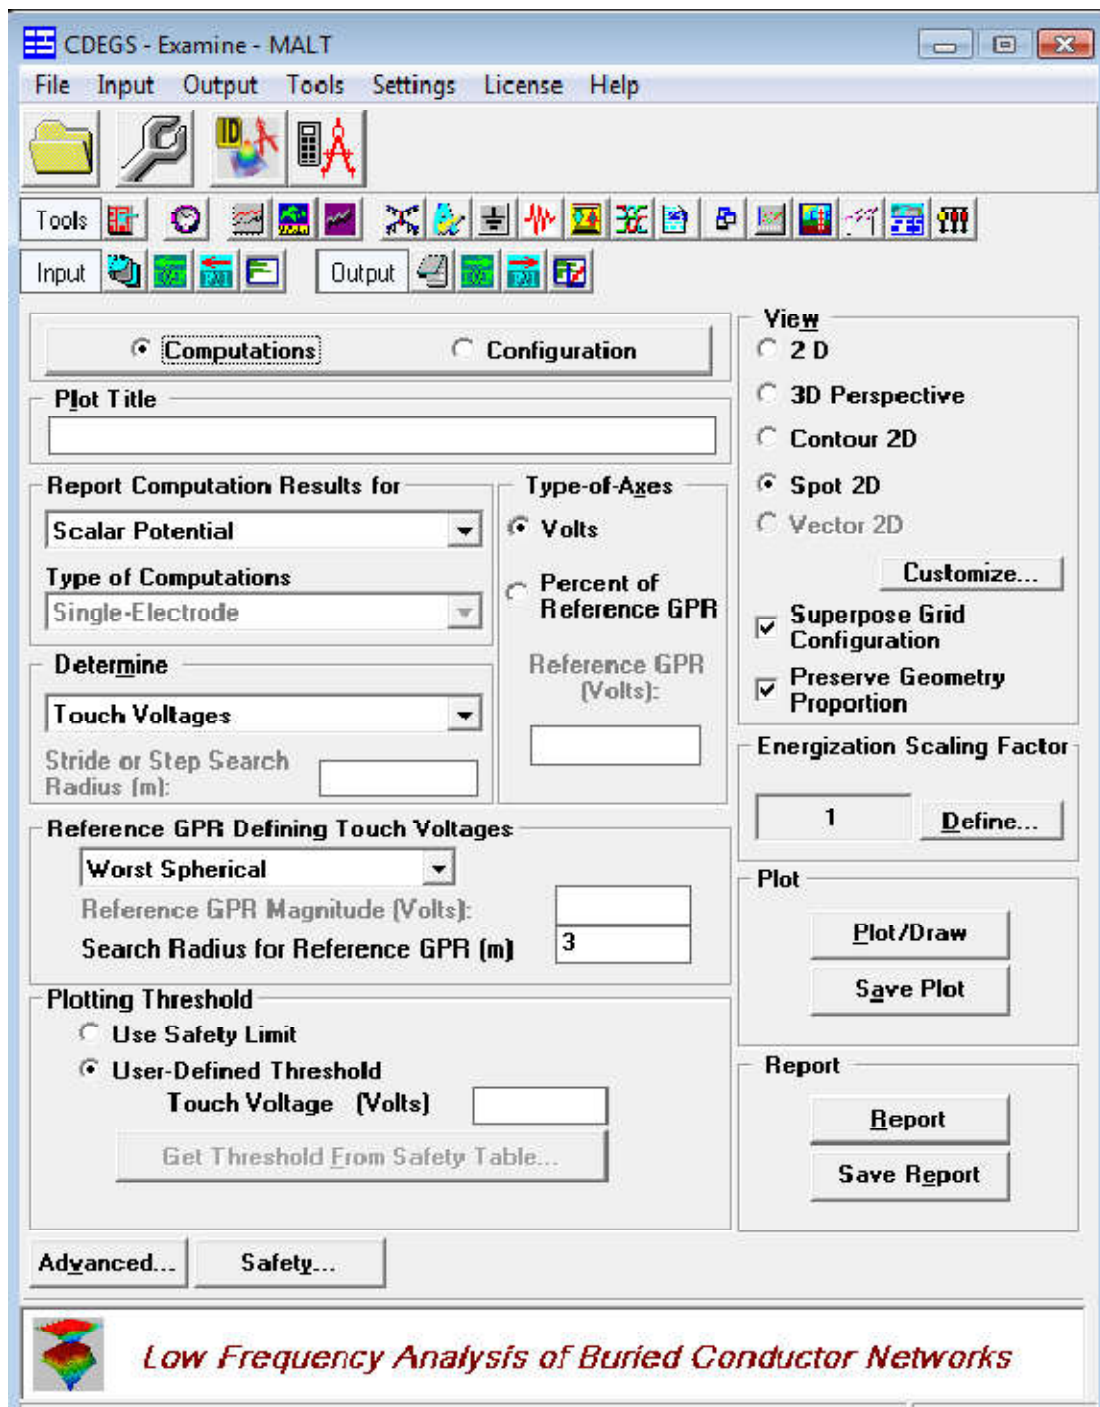 CDEGS - Examine - MALT
File Input Output Tools Settings License Help
ID
Tools
Input
Output
Computations
Configuration
Plot Title
Report Computation Results for
Scalar Potential
Type of Computations
Single-Electrode
Determine
Touch Voltages
Stride or Step Search
Radius (m):
Type-of-Axes
Volts
Percent of
Reference GPR
Reference GPR
(Volts):
Reference GPR Defining Touch Voltages
Worst Spherical
Reference GPR Magnitude (Volts):
Search Radius for Reference GPR (m)
3
Plotting Threshold
Use Safety Limit
User-Defined Threshold
Touch Voltage (Volts)
Get Threshold From Safety Table...
Advanced...
Safety...
View
2 D
3D Perspective
Contour 2D
Spot 2D
Vector 2D
Customize...
Superpose Grid
Configuration
Preserve Geometry
Proportion
Energization Scaling Factor
1
Define...
Plot
Plot/Draw
Save Plot
Report
Report
Save Report
Low Frequency Analysis of Buried Conductor Networks